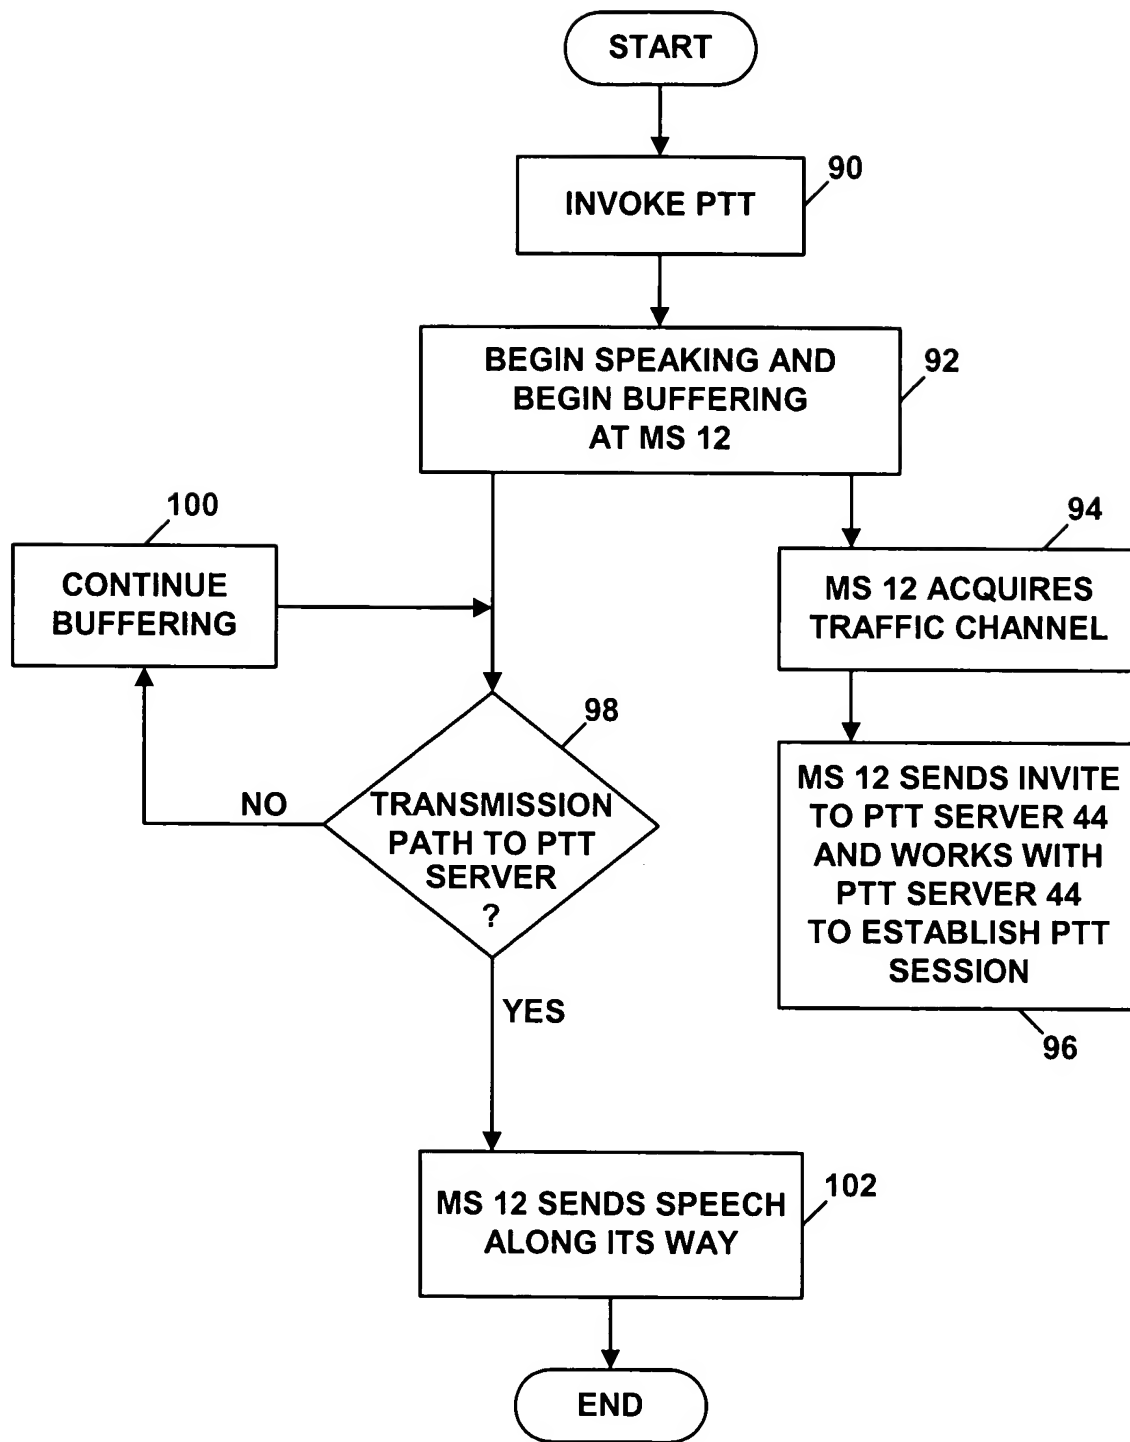 START
90
INVOKE PTT
BEGIN SPEAKING AND
BEGIN BUFFERING
AT MS 12
92
100
CONTINUE
BUFFERING
94
MS 12 ACQUIRES
TRAFFIC CHANNEL
98
TRANSMISSION
PATH TO PTT
SERVER
?
NO
YES
MS 12 SENDS INVITE
TO PTT SERVER 44
AND WORKS WITH
PTT SERVER 44
TO ESTABLISH PTT
SESSION
96
102
MS 12 SENDS SPEECH
ALONG ITS WAY
END